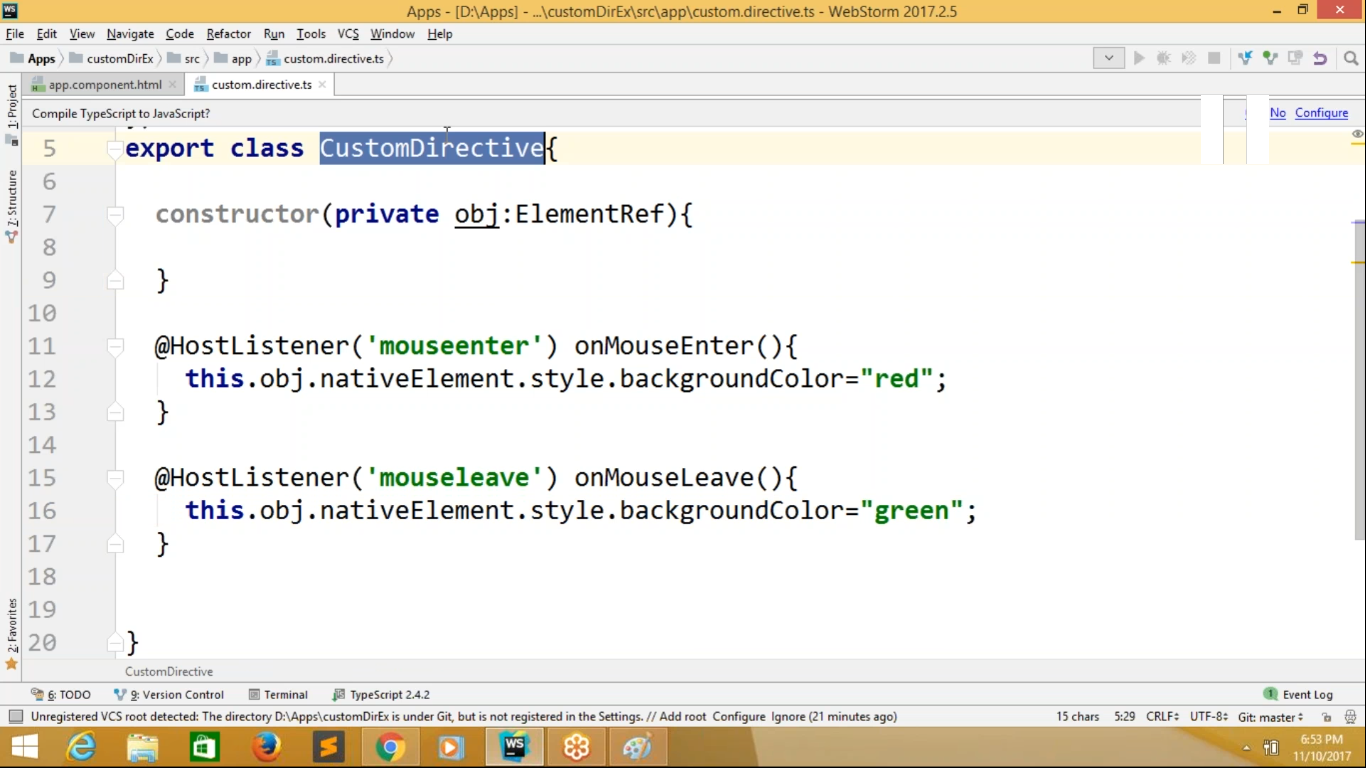 WS
Apps - [D:\Apps] - ...\customDirEx\src\app\custom.directive.ts - WebStorm 2017.2.5
File Edit View Navigate Code Refactor Run Tools VCS Window Help
Apps customDirEx src app custom.directive.ts
app.component.html custom.directive.ts
1: Project
Compile TypeScript to JavaScript? No Configure
7: Structure
5 export class CustomDirective{
6
7 constructor(private obj:ElementRef){
8
9 }
10
11 @HostListener('mouseenter') onMouseEnter(){
12 this.obj.nativeElement.style.backgroundColor="red";
13 }
14
15 @HostListener('mouseleave') onMouseLeave(){
16 this.obj.nativeElement.style.backgroundColor="green";
17 }
18
19
20 }
2: Favorites
CustomDirective
6: TODO 9: Version Control Terminal TypeScript 2.4.2 1 Event Log
Unregistered VCS root detected: The directory D:\Apps\customDirEx is under Git, but is not registered in the Settings. // Add root Configure Ignore (21 minutes ago) 15 chars 5:29 CRLF UTF-8 Git: master
WS
6:53 PM
11/10/2017